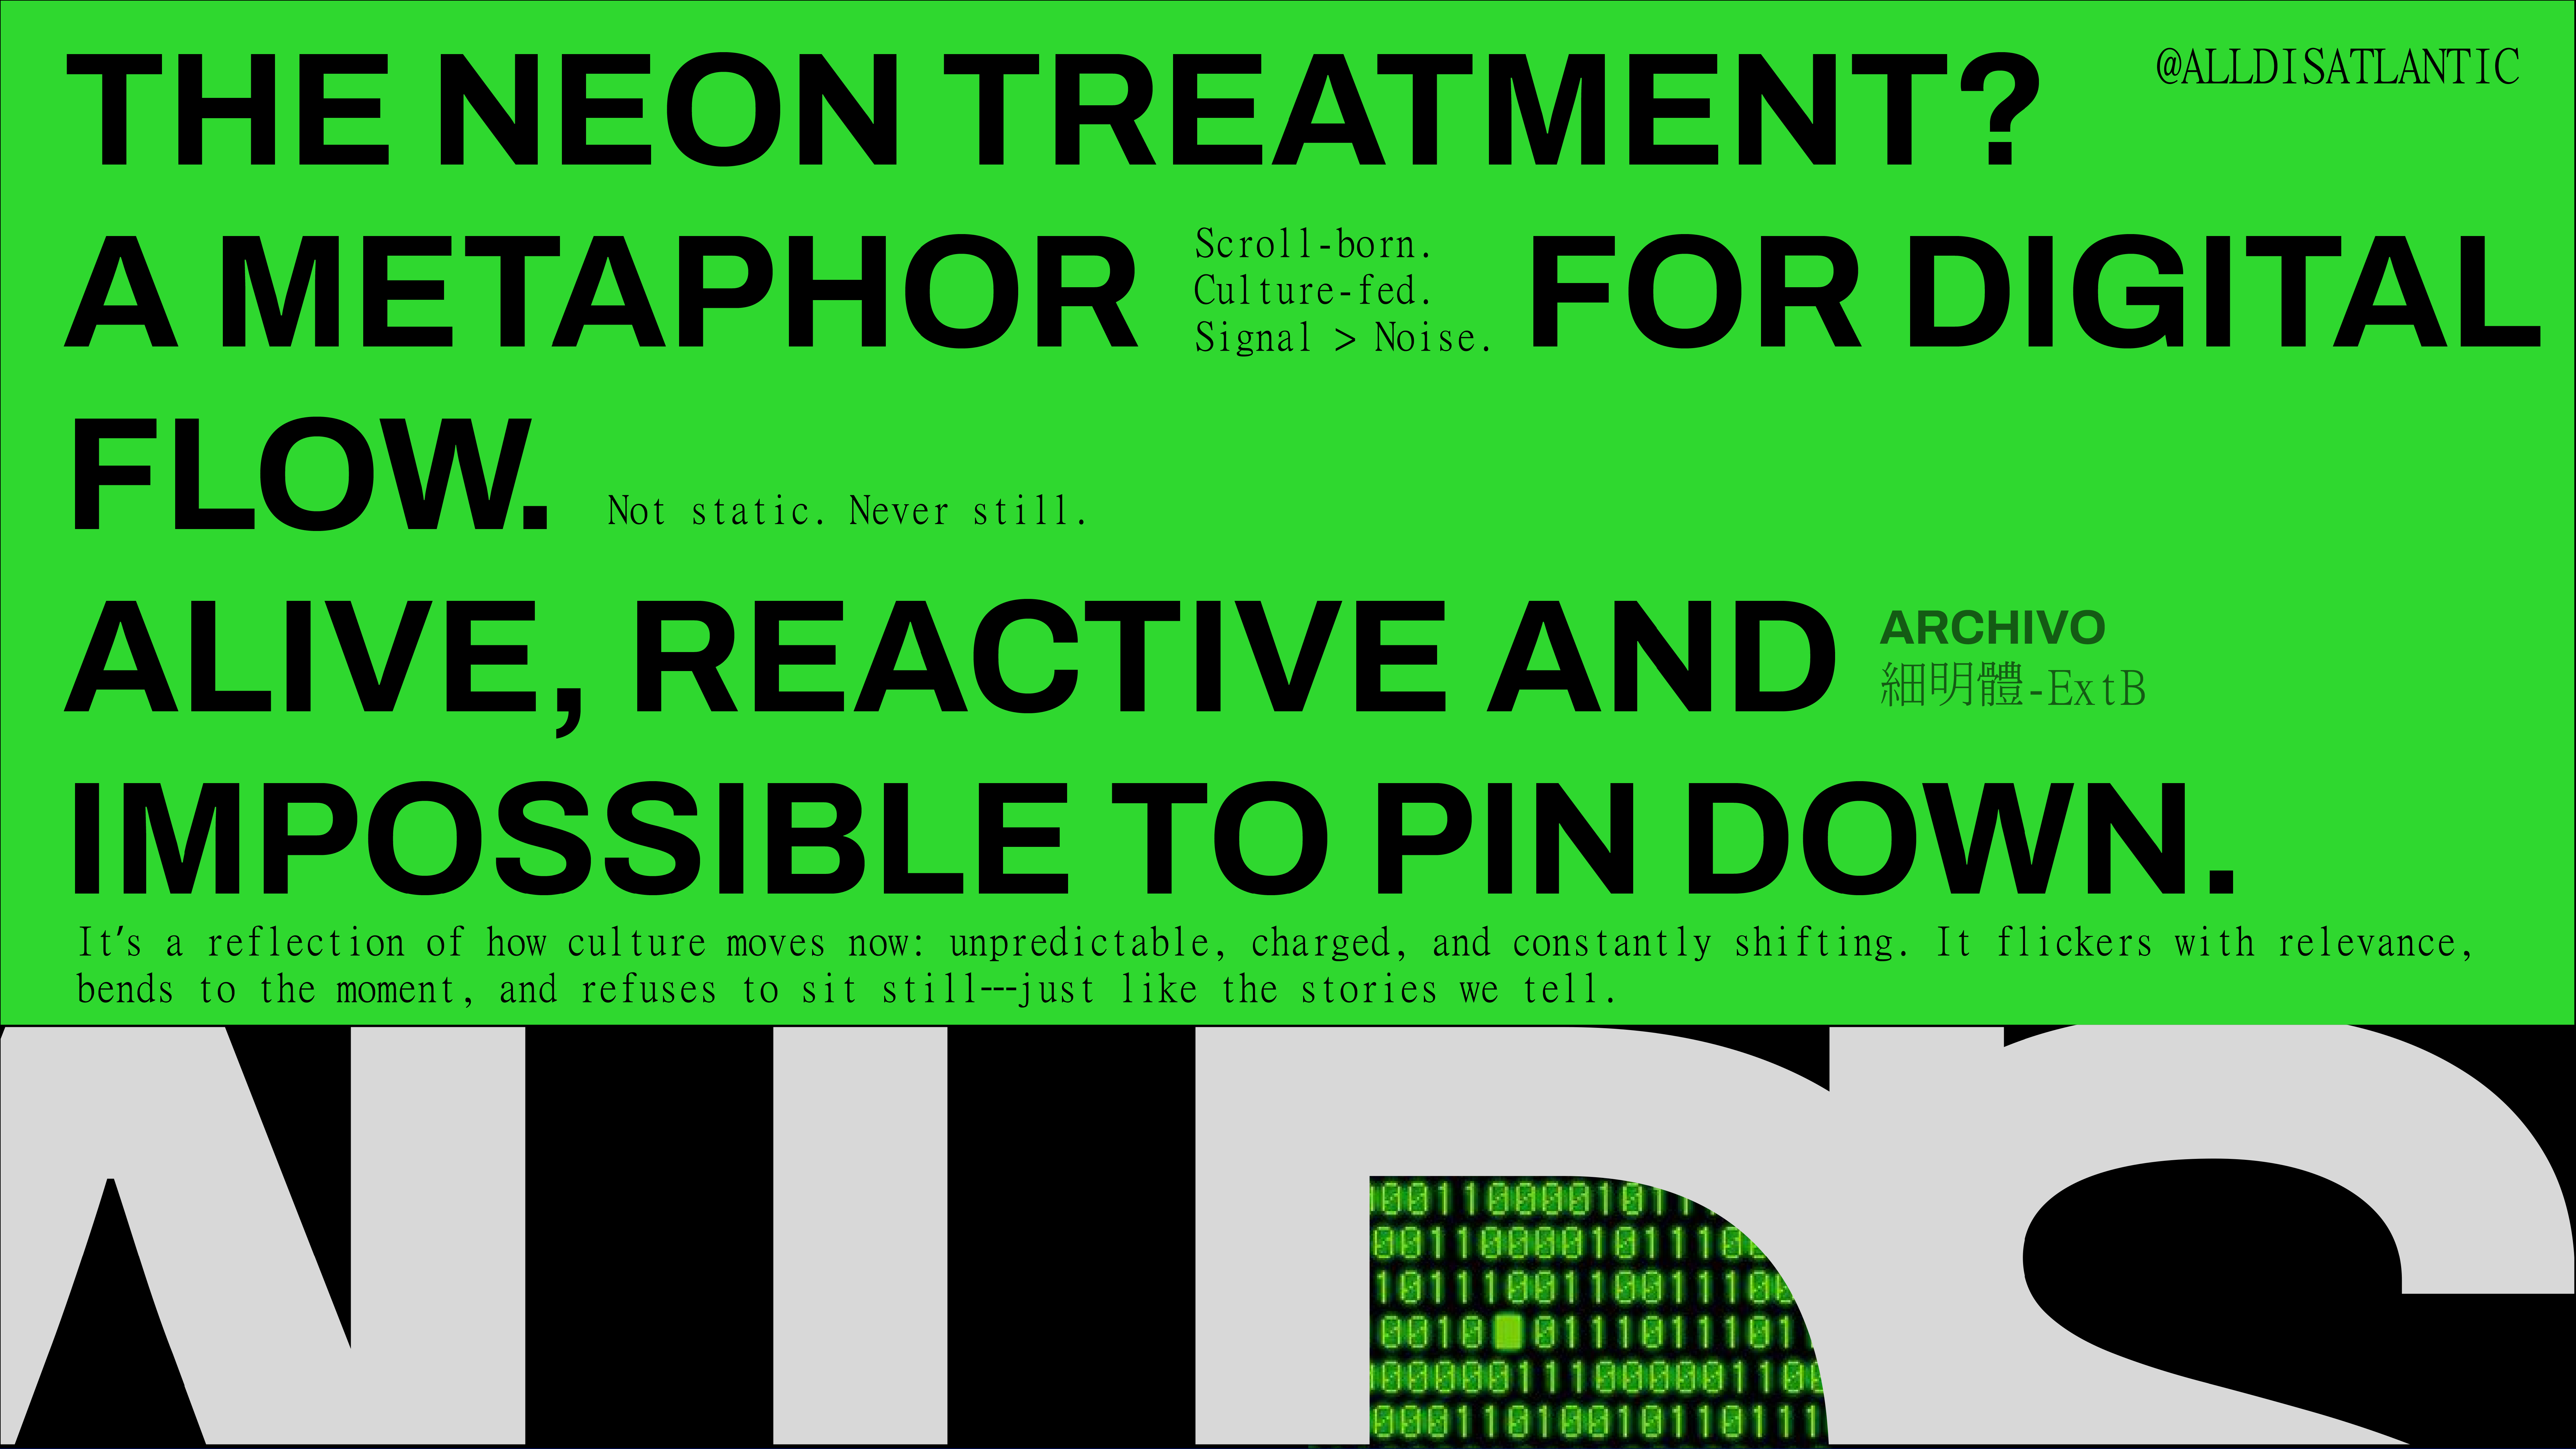 THE NEON TREATMENT?
@ALLDISATLANTIC
A METAPHOR
Scroll-born.
Culture-fed.
Signal > Noise.
FOR DIGITAL
FLOW.
Not static. Never still.
ALIVE, REACTIVE AND
ARCHIVO
細明體-ExtB
IMPOSSIBLE TO PIN DOWN.
It's a reflection of how culture moves now: unpredictable, charged, and constantly shifting. It flickers with relevance,
bends to the moment, and refuses to sit still—just like the stories we tell.